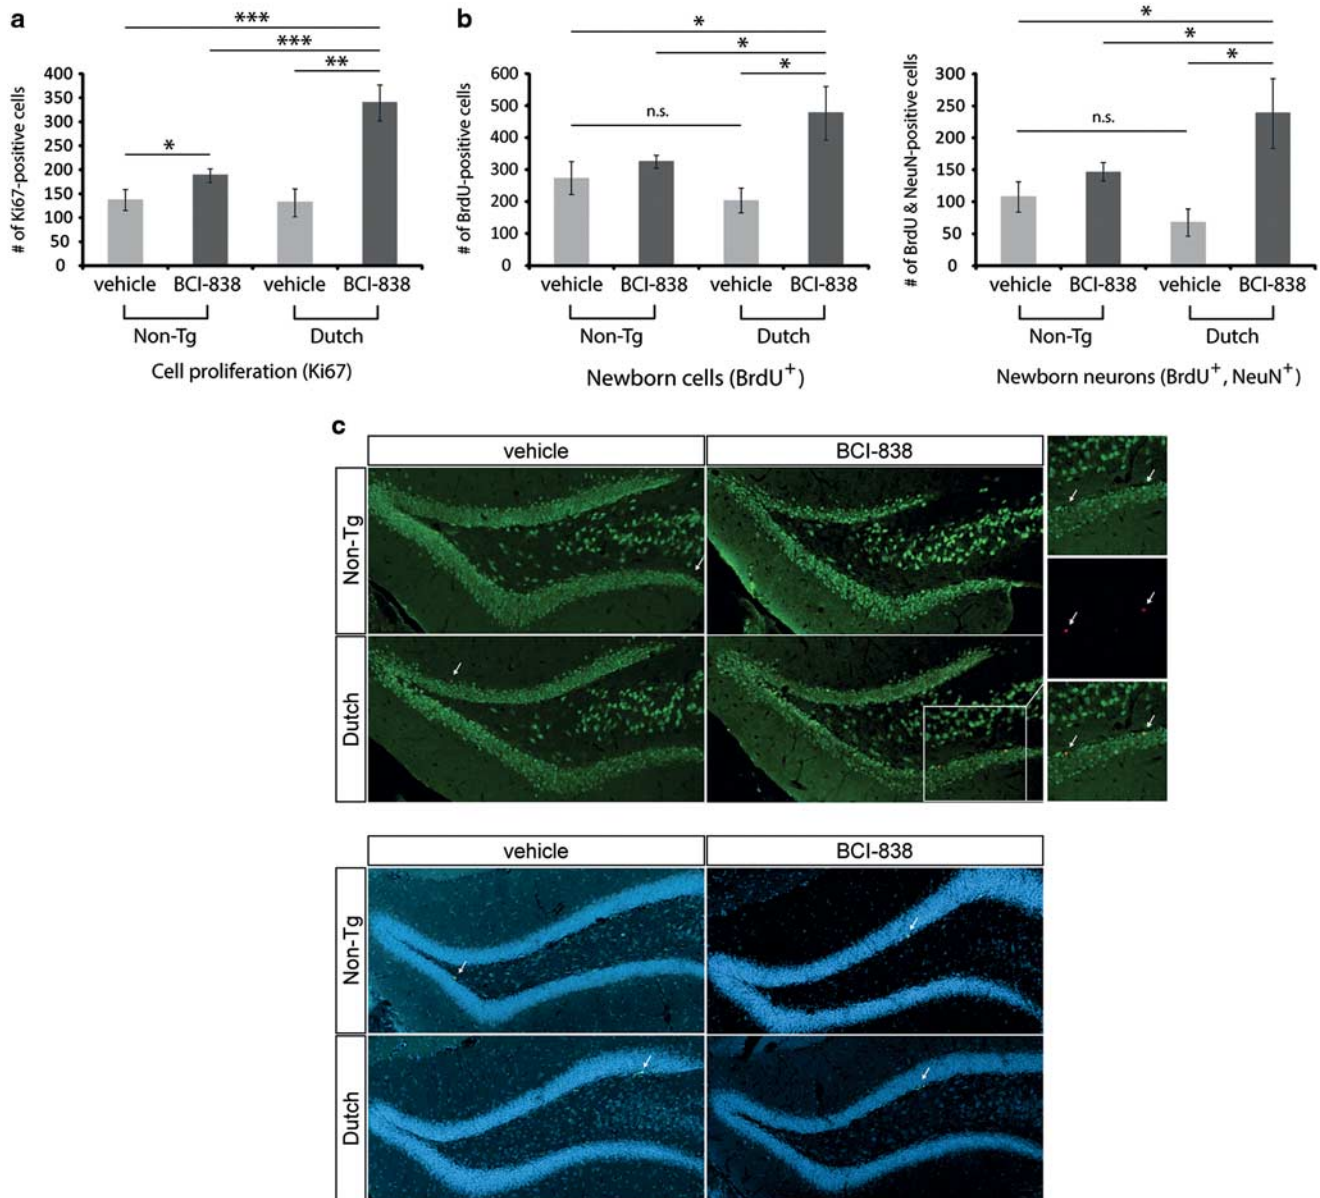 a
***
***
**
*
# of Ki67-positive cells
400
350
300
250
200
150
100
50
0
vehicle BCI-838 vehicle BCI-838
Non-Tg Dutch
Cell proliferation (Ki67)
b
*
*
*
n.s.
# of BrdU-positive cells
600
500
400
300
200
100
0
vehicle BCI-838 vehicle BCI-838
Non-Tg Dutch
Newborn cells (BrdU+)
*
*
*
n.s.
# of BrdU & NeuN-positive cells
300
250
200
150
100
50
0
vehicle BCI-838 vehicle BCI-838
Non-Tg Dutch
Newborn neurons (BrdU+, NeuN+)
c
vehicle BCI-838
Non-Tg
Dutch
vehicle BCI-838
Non-Tg
Dutch